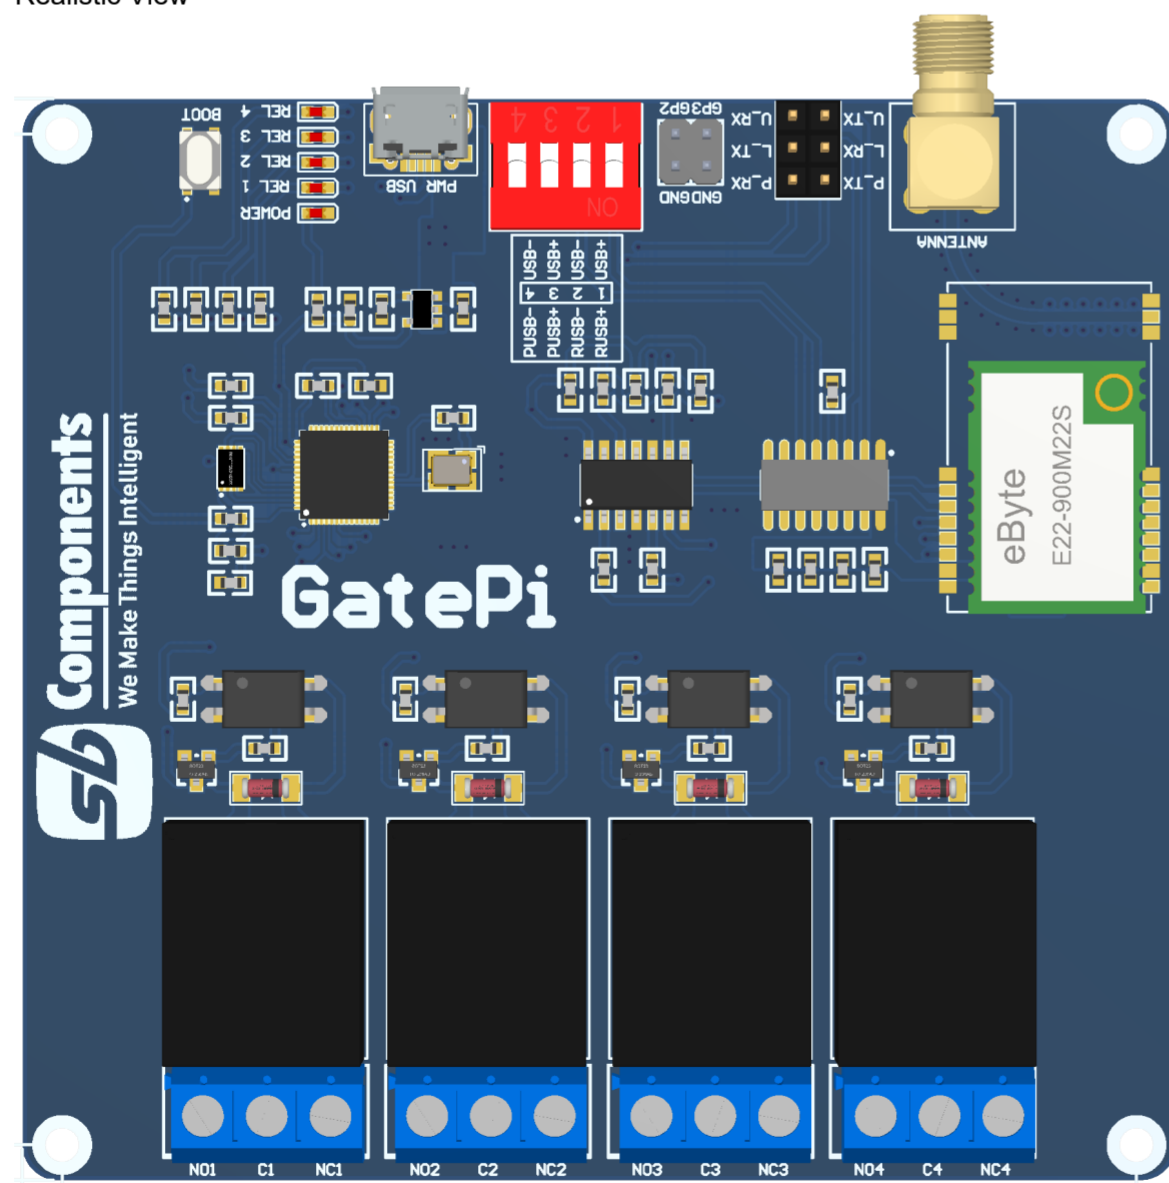 Realistic View
BOOT
REL 4
REL 3
REL 2
REL 1
POWER
PWR USB
4 3 2 1
ON
GP3GP2
GNDGND
U_RX U_TX
L_TX L_RX
P_RX P_TX
ANTENNA
USB- USB+ USB- USB+
4 3 2 1
PUSB- PUSB+ RUSB- RUSB+
eByte
E22-900M22S
GatePi
SB
Components
We Make Things Intelligent
NO1 C1 NC1 NO2 C2 NC2 NO3 C3 NC3 NO4 C4 NC4